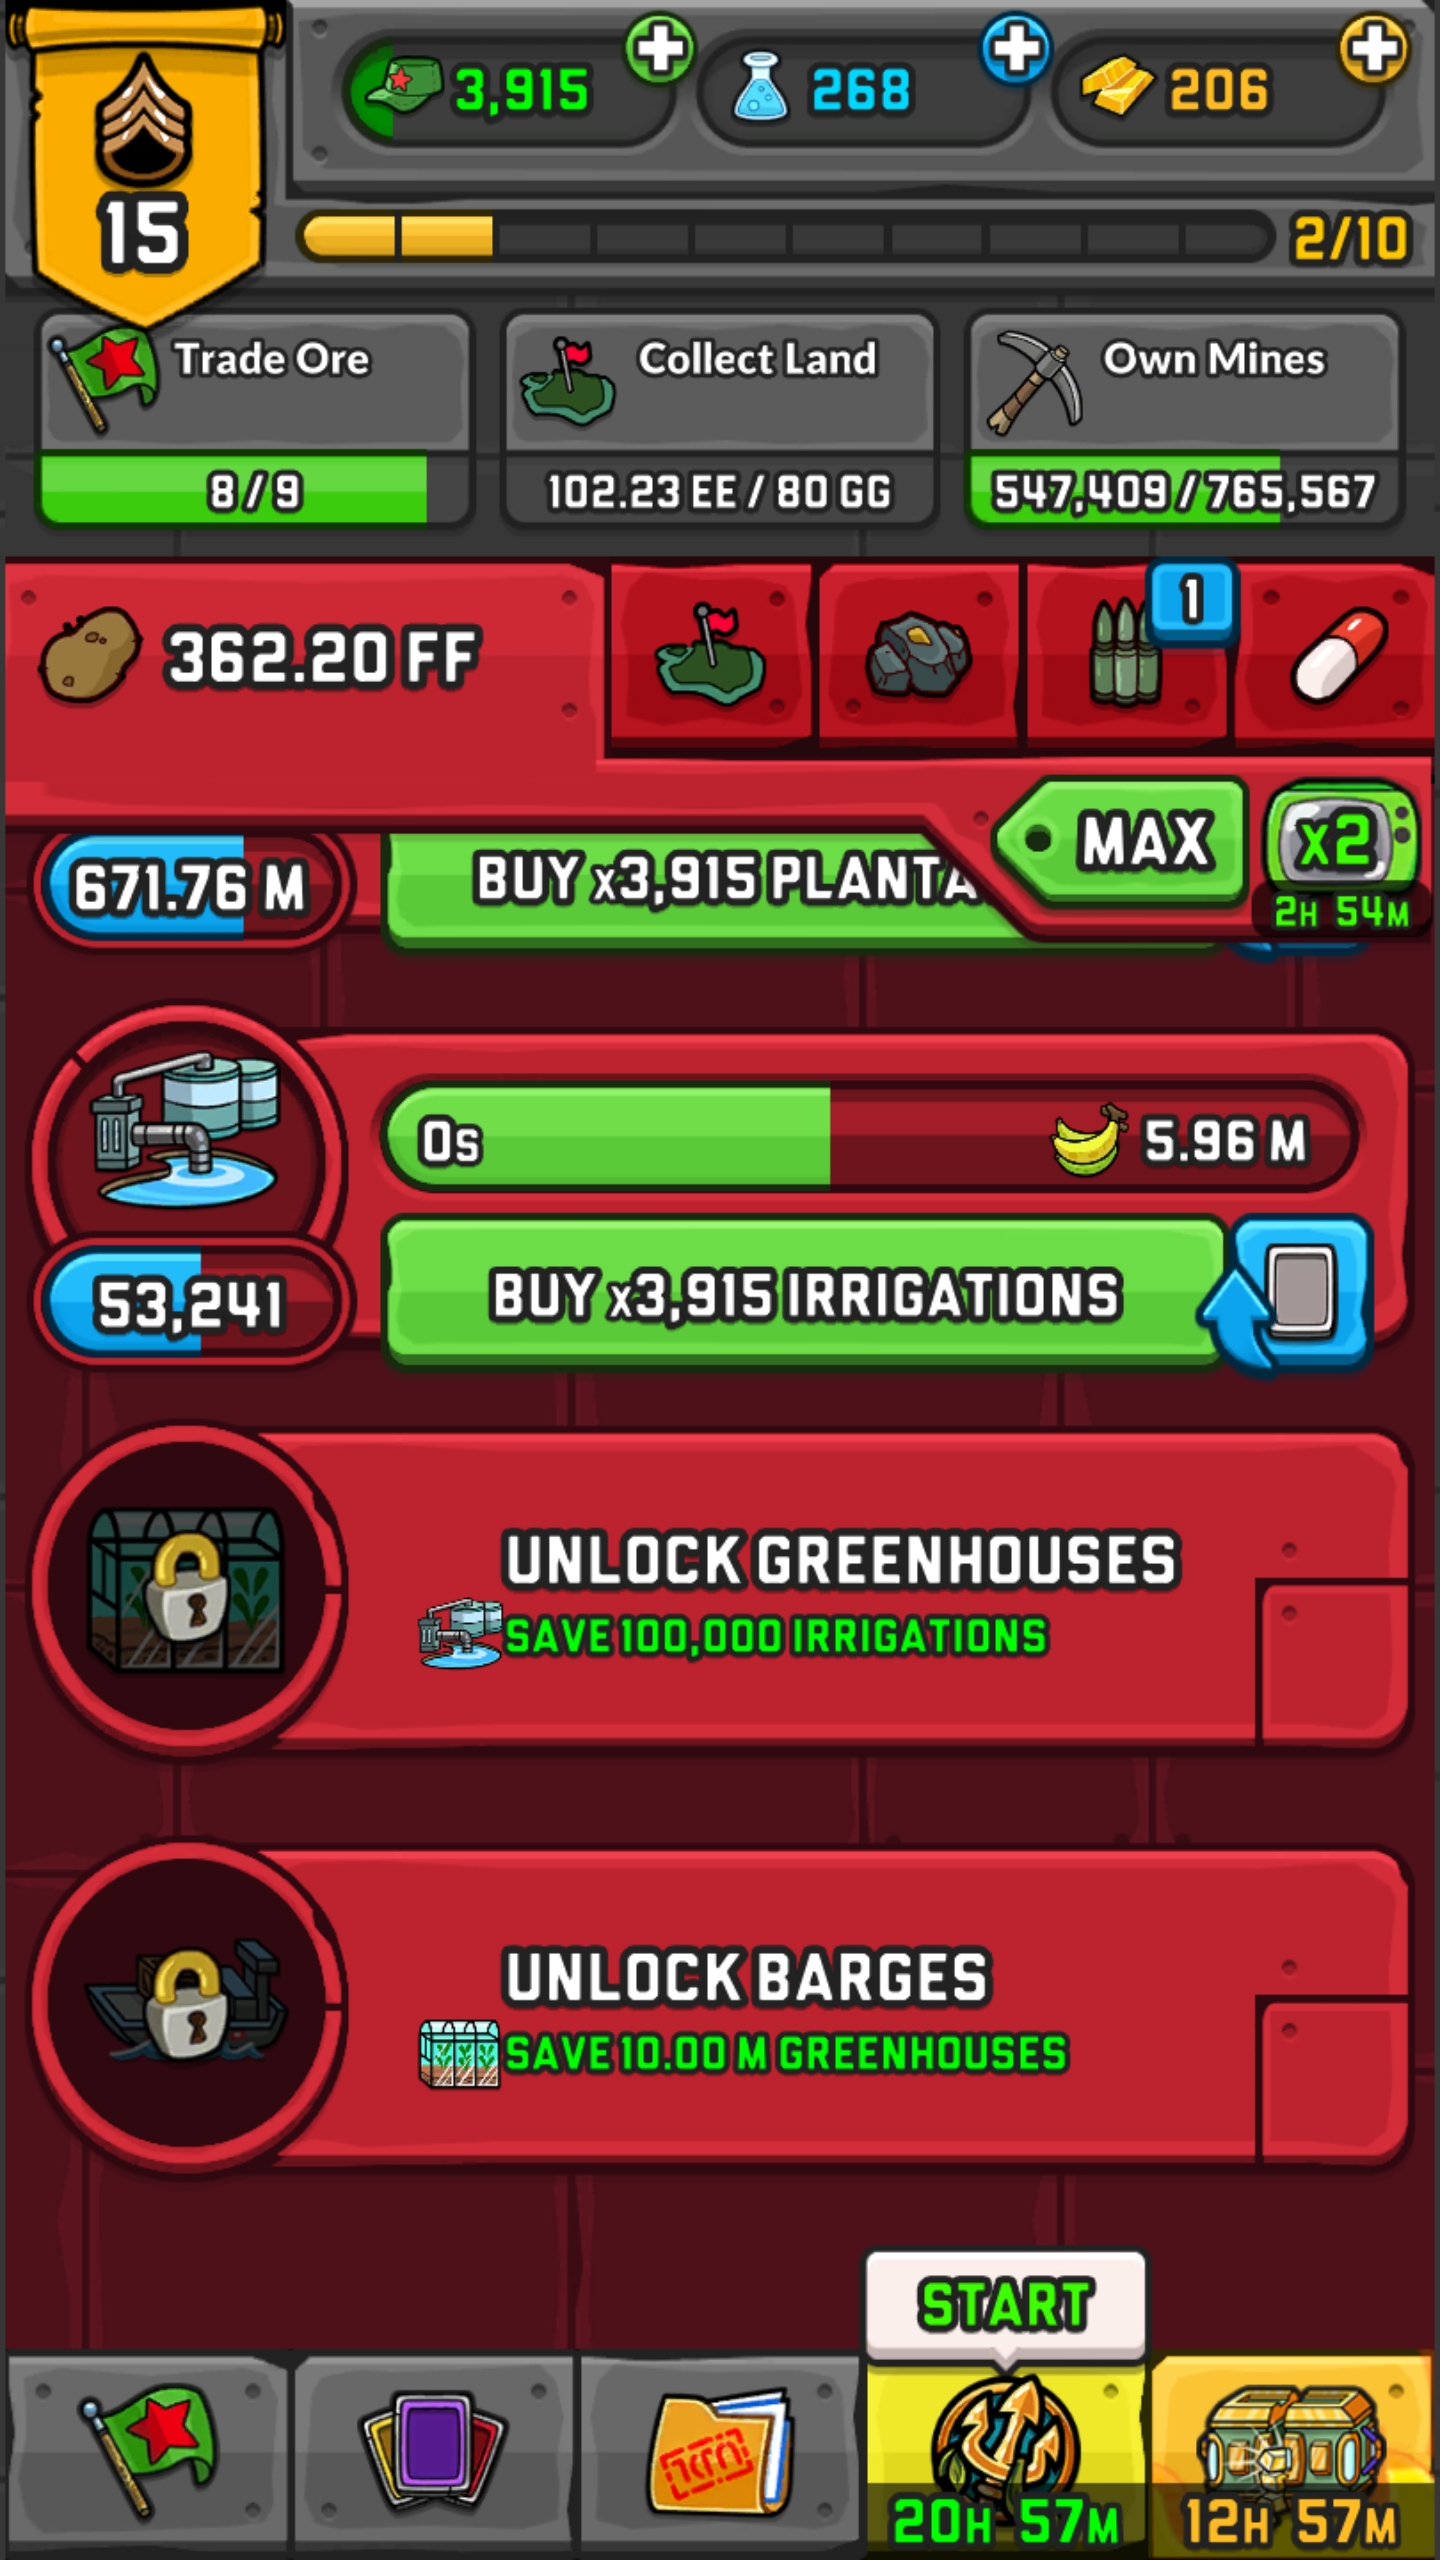 3,915
268
206
15
2/10
Trade Ore
Collect Land
Own Mines
8/9
102.23 EE / 80 GG
547,409/765,567
362.20 FF
1
MAX
x2
2H 54M
671.76 M
BUY x3,915 PLANTA
0s
5.96 M
53,241
BUY x3,915 IRRIGATIONS
UNLOCK GREENHOUSES
SAVE 100,000 IRRIGATIONS
UNLOCK BARGES
SAVE 10.00 M GREENHOUSES
START
20H 57M
12H 57M